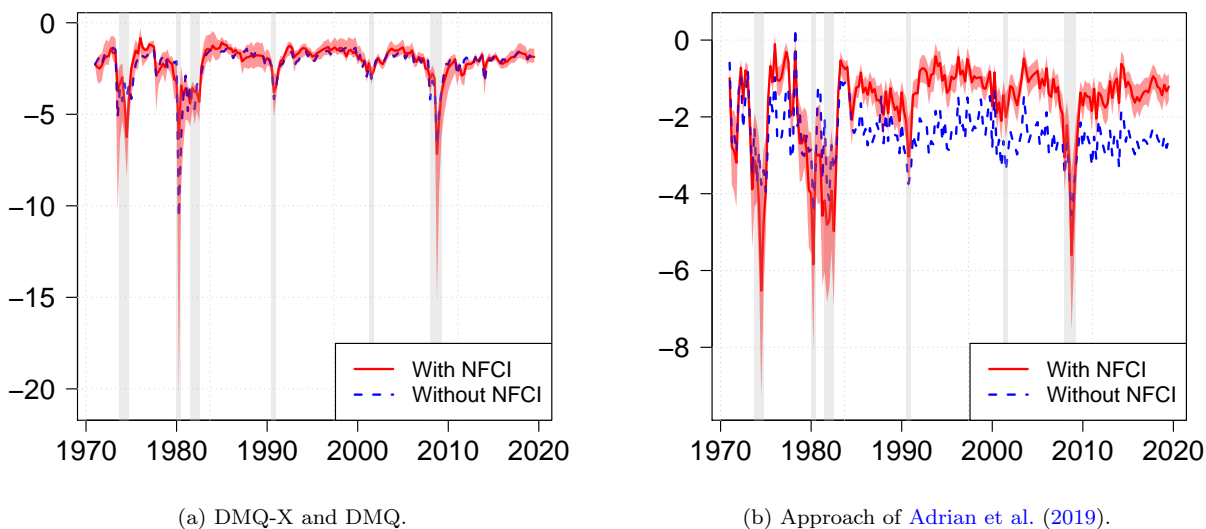 0
−5
−10
−15
−20
1970 1980 1990 2000 2010 2020
With NFCI
Without NFCI
(a) DMQ-X and DMQ.
0
−2
−4
−6
−8
1970 1980 1990 2000 2010 2020
With NFCI
Without NFCI
(b) Approach of Adrian et al. (2019).